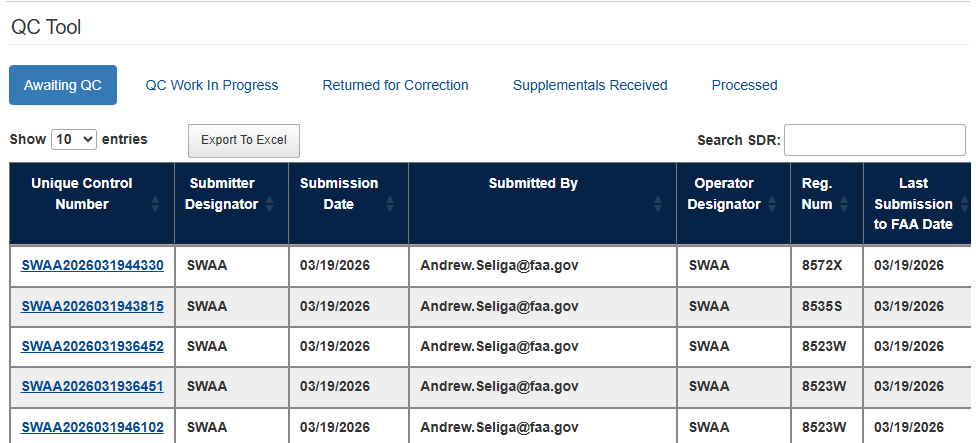 QC Tool
Awaiting QC QC Work In Progress Returned for Correction Supplementals Received Processed
Show 10 entries Export To Excel Search SDR:
Unique Control Number Submitter Designator Submission Date Submitted By Operator Designator Reg. Num Last Submission to FAA Date
SWAA2026031944330 SWAA 03/19/2026 Andrew.Seliga@faa.gov SWAA 8572X 03/19/2026
SWAA2026031943815 SWAA 03/19/2026 Andrew.Seliga@faa.gov SWAA 8535S 03/19/2026
SWAA2026031936452 SWAA 03/19/2026 Andrew.Seliga@faa.gov SWAA 8523W 03/19/2026
SWAA2026031936451 SWAA 03/19/2026 Andrew.Seliga@faa.gov SWAA 8523W 03/19/2026
SWAA2026031946102 SWAA 03/19/2026 Andrew.Seliga@faa.gov SWAA 8523W 03/19/2026